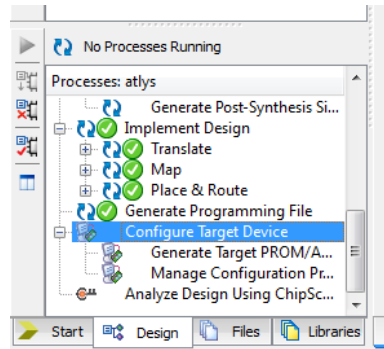 No Processes Running
Processes: atlys
Generate Post-Synthesis Si...
Implement Design
Translate
Map
Place & Route
Generate Programming File
Configure Target Device
Generate Target PROM/A...
Manage Configuration Pr...
Analyze Design Using ChipSc...
Start Design Files Libraries